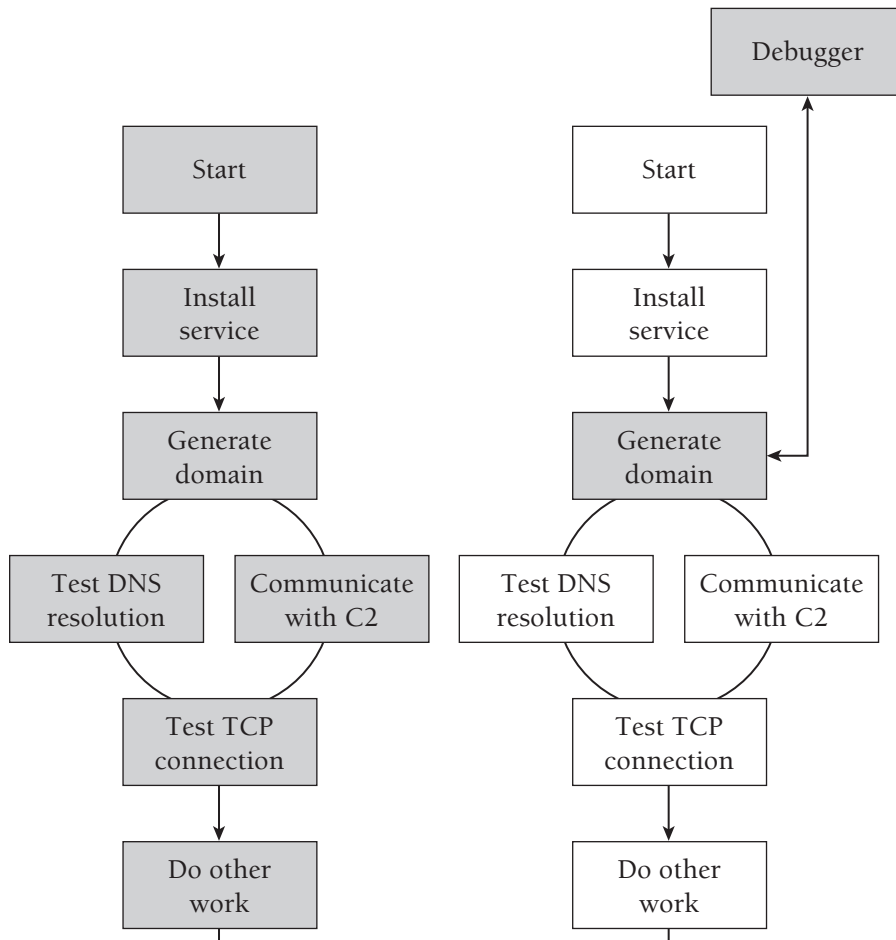 Debugger
Start
Install
service
Generate
domain
Test DNS
resolution
Communicate
with C2
Test TCP
connection
Do other
work
Start
Install
service
Generate
domain
Test DNS
resolution
Communicate
with C2
Test TCP
connection
Do other
work